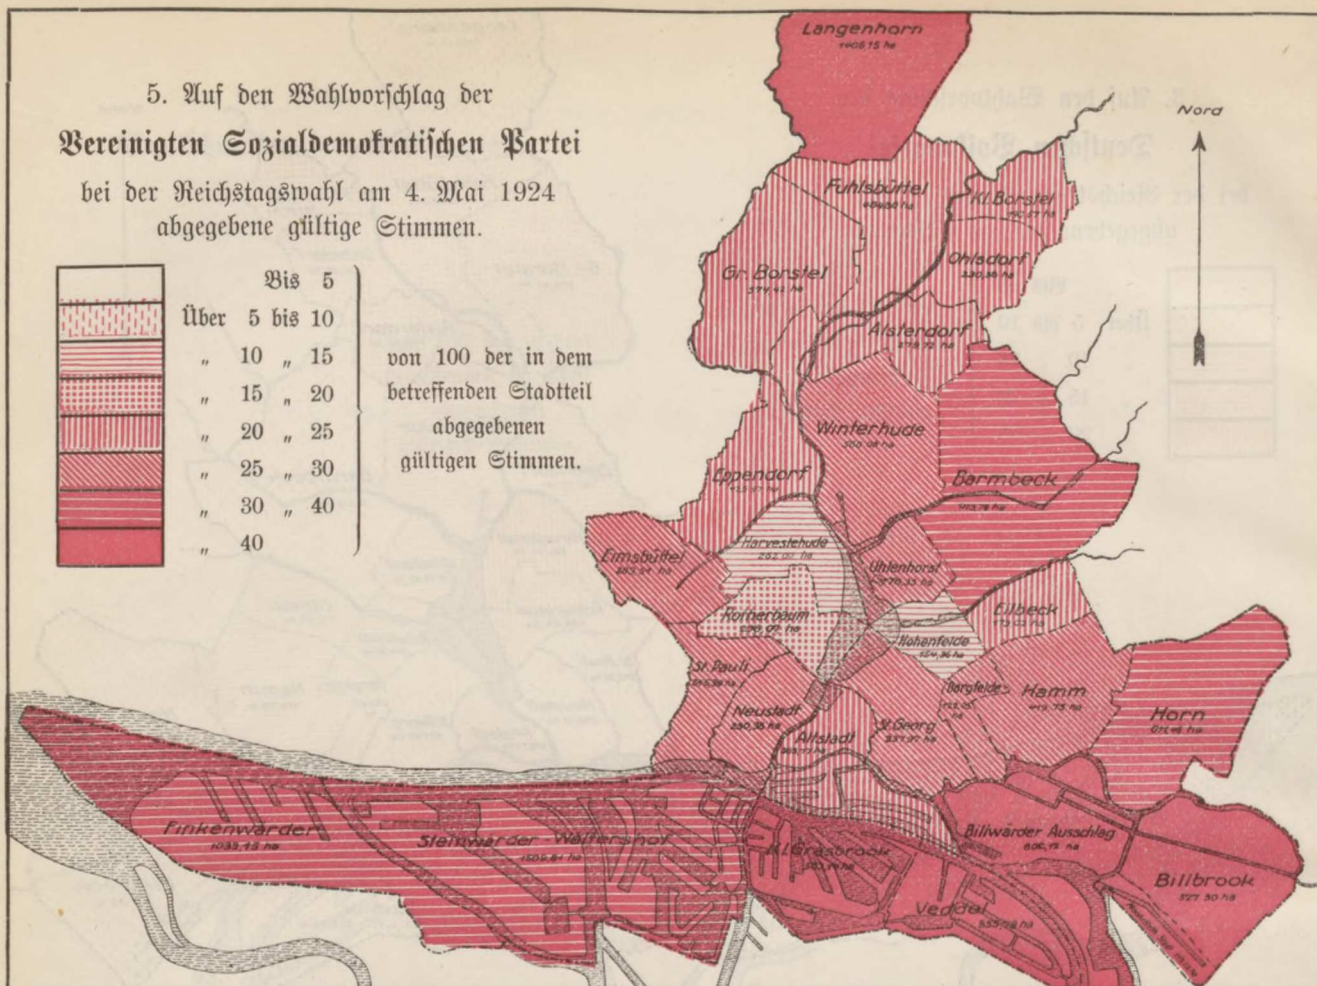 5. Auf den Wahlvorschlag der
Vereinigten Sozialdemokratischen Partei
bei der Reichstagswahl am 4. Mai 1924
abgegebene gültige Stimmen.
Bis 5
Über 5 bis 10
„ 10 „ 15
„ 15 „ 20
„ 20 „ 25
„ 25 „ 30
„ 30 „ 40
„ 40
von 100 der in dem
betreffenden Stadtteil
abgegebenen
gültigen Stimmen.
Nord
Langenhorn
Fuhlsbüttel
Kl. Borstel
Ohlsdorf
Gr. Borstel
Alsterdorf
Winterhude
Barmbeck
Eppendorf
Eimsbüttel
Harvestehude
Uhlenhorst
Rotherbaum
Eilbeck
Hohenfelde
St. Pauli
Neustadt
Altstadt
St. Georg
Borgfelde
Hamm
Horn
Finkenwärder
Steinwärder-Waltershof
Kl. Grasbrook
Veddel
Billwärder Ausschlag
Billbrook